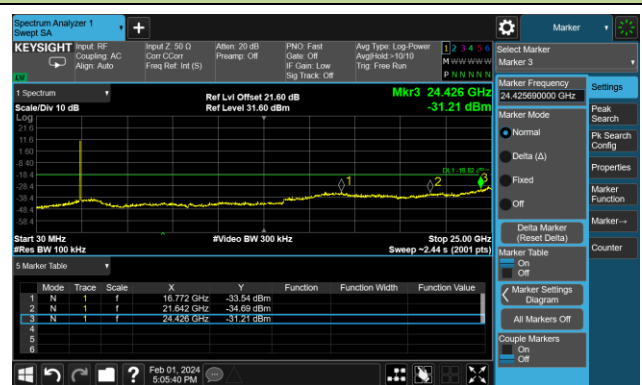 Spectrum Analyzer 1
Swept SA
Marker
KEYSIGHT
Input: RF
Coupling: AC
Align: Auto
Input Z: 50 Ω
Corr CCorr
Freq Ref: Int (S)
Atten: 20 dB
Preamp: Off
PNO: Fast
Gate: Off
IF Gain: Low
Sig Track: Off
Avg Type: Log-Power
Avg|Hold:>10/10
Trig: Free Run
1 2 3 4 5 6
M W W W W W
P N N N N N
LXI
Select Marker
Marker 3
1 Spectrum
Scale/Div 10 dB
Ref Lvl Offset 21.60 dB
Ref Level 31.60 dBm
Mkr3 24.426 GHz
-31.21 dBm
Log
21.6
11.6
1.60
-8.40
-18.4
-28.4
-38.4
-48.4
-58.4
1
2
3
Start 30 MHz
#Res BW 100 kHz
#Video BW 300 kHz
Stop 25.00 GHz
Sweep ~2.44 s (2001 pts)
5 Marker Table
Mode Trace Scale X Y Function Function Width Function Value
1 N 1 f 16.772 GHz -33.54 dBm
2 N 1 f 21.642 GHz -34.69 dBm
3 N 1 f 24.426 GHz -31.21 dBm
4
5
6
Marker Frequency
24.425690000 GHz
Marker Mode
Normal
Delta (Δ)
Fixed
Off
Delta Marker
(Reset Delta)
Marker Table
On
Off
Marker Settings
Diagram
All Markers Off
Couple Markers
On
Off
Settings
Peak
Search
Pk Search
Config
Properties
Marker
Function
Marker→
Counter
Feb 01, 2024
5:05:40 PM